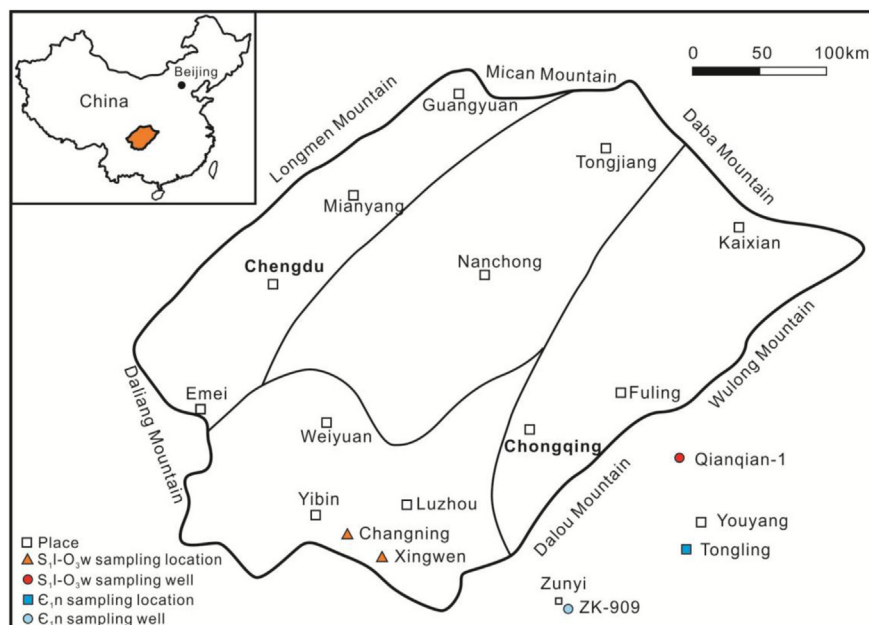 Beijing
China
0 50 100km
Mican Mountain
Guangyuan
Longmen Mountain
Daba Mountain
Tongjiang
Mianyang
Kaixian
Chengdu
Nanchong
Wulong Mountain
Daliang Mountain
Emei
Fuling
Weiyuan
Chongqing
Qianqian-1
Dalou Mountain
Yibin
Luzhou
Changning
Youyang
Xingwen
Tongling
Zunyi
ZK-909
Place
S₁l-O₃w sampling location
S₁l-O₃w sampling well
Є₁n sampling location
Є₁n sampling well